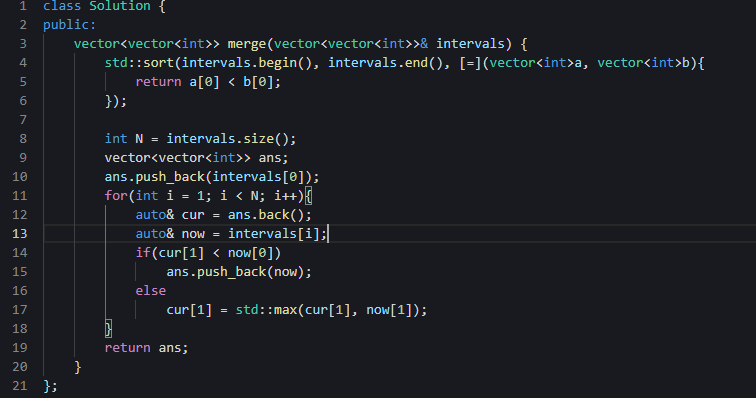 1 class Solution {
2 public:
3     vector<vector<int>> merge(vector<vector<int>>& intervals) {
4         std::sort(intervals.begin(), intervals.end(), [=](vector<int>a, vector<int>b){
5             return a[0] < b[0];
6         });
7
8         int N = intervals.size();
9         vector<vector<int>> ans;
10         ans.push_back(intervals[0]);
11         for(int i = 1; i < N; i++){
12             auto& cur = ans.back();
13             auto& now = intervals[i];
14             if(cur[1] < now[0])
15                 ans.push_back(now);
16             else
17                 cur[1] = std::max(cur[1], now[1]);
18         }
19         return ans;
20     }
21 };